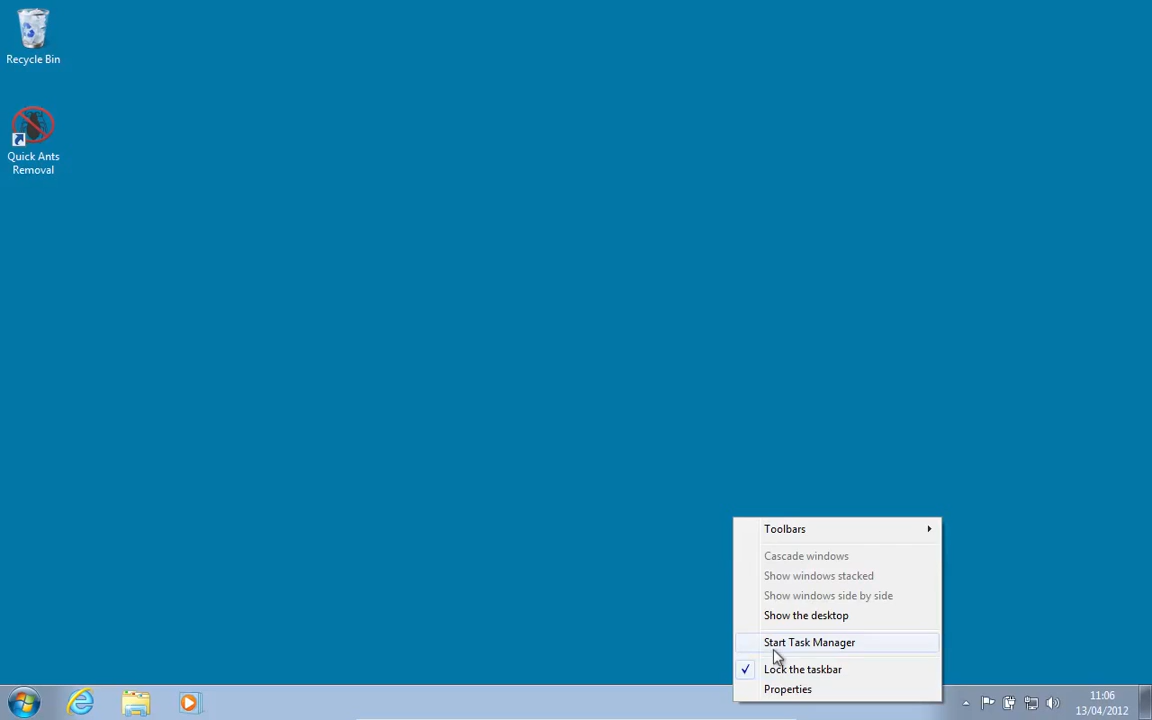 Recycle Bin
Quick Ants
Removal
Toolbars
Cascade windows
Show windows stacked
Show windows side by side
Show the desktop
Start Task Manager
Lock the taskbar
Properties
11:06
13/04/2012